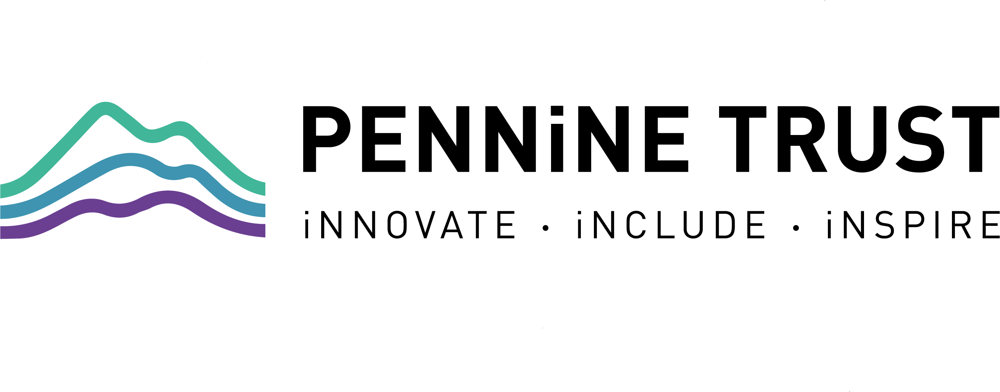 PENNiNE TRUST
iNNOVATE • iNCLUDE • iNSPIRE